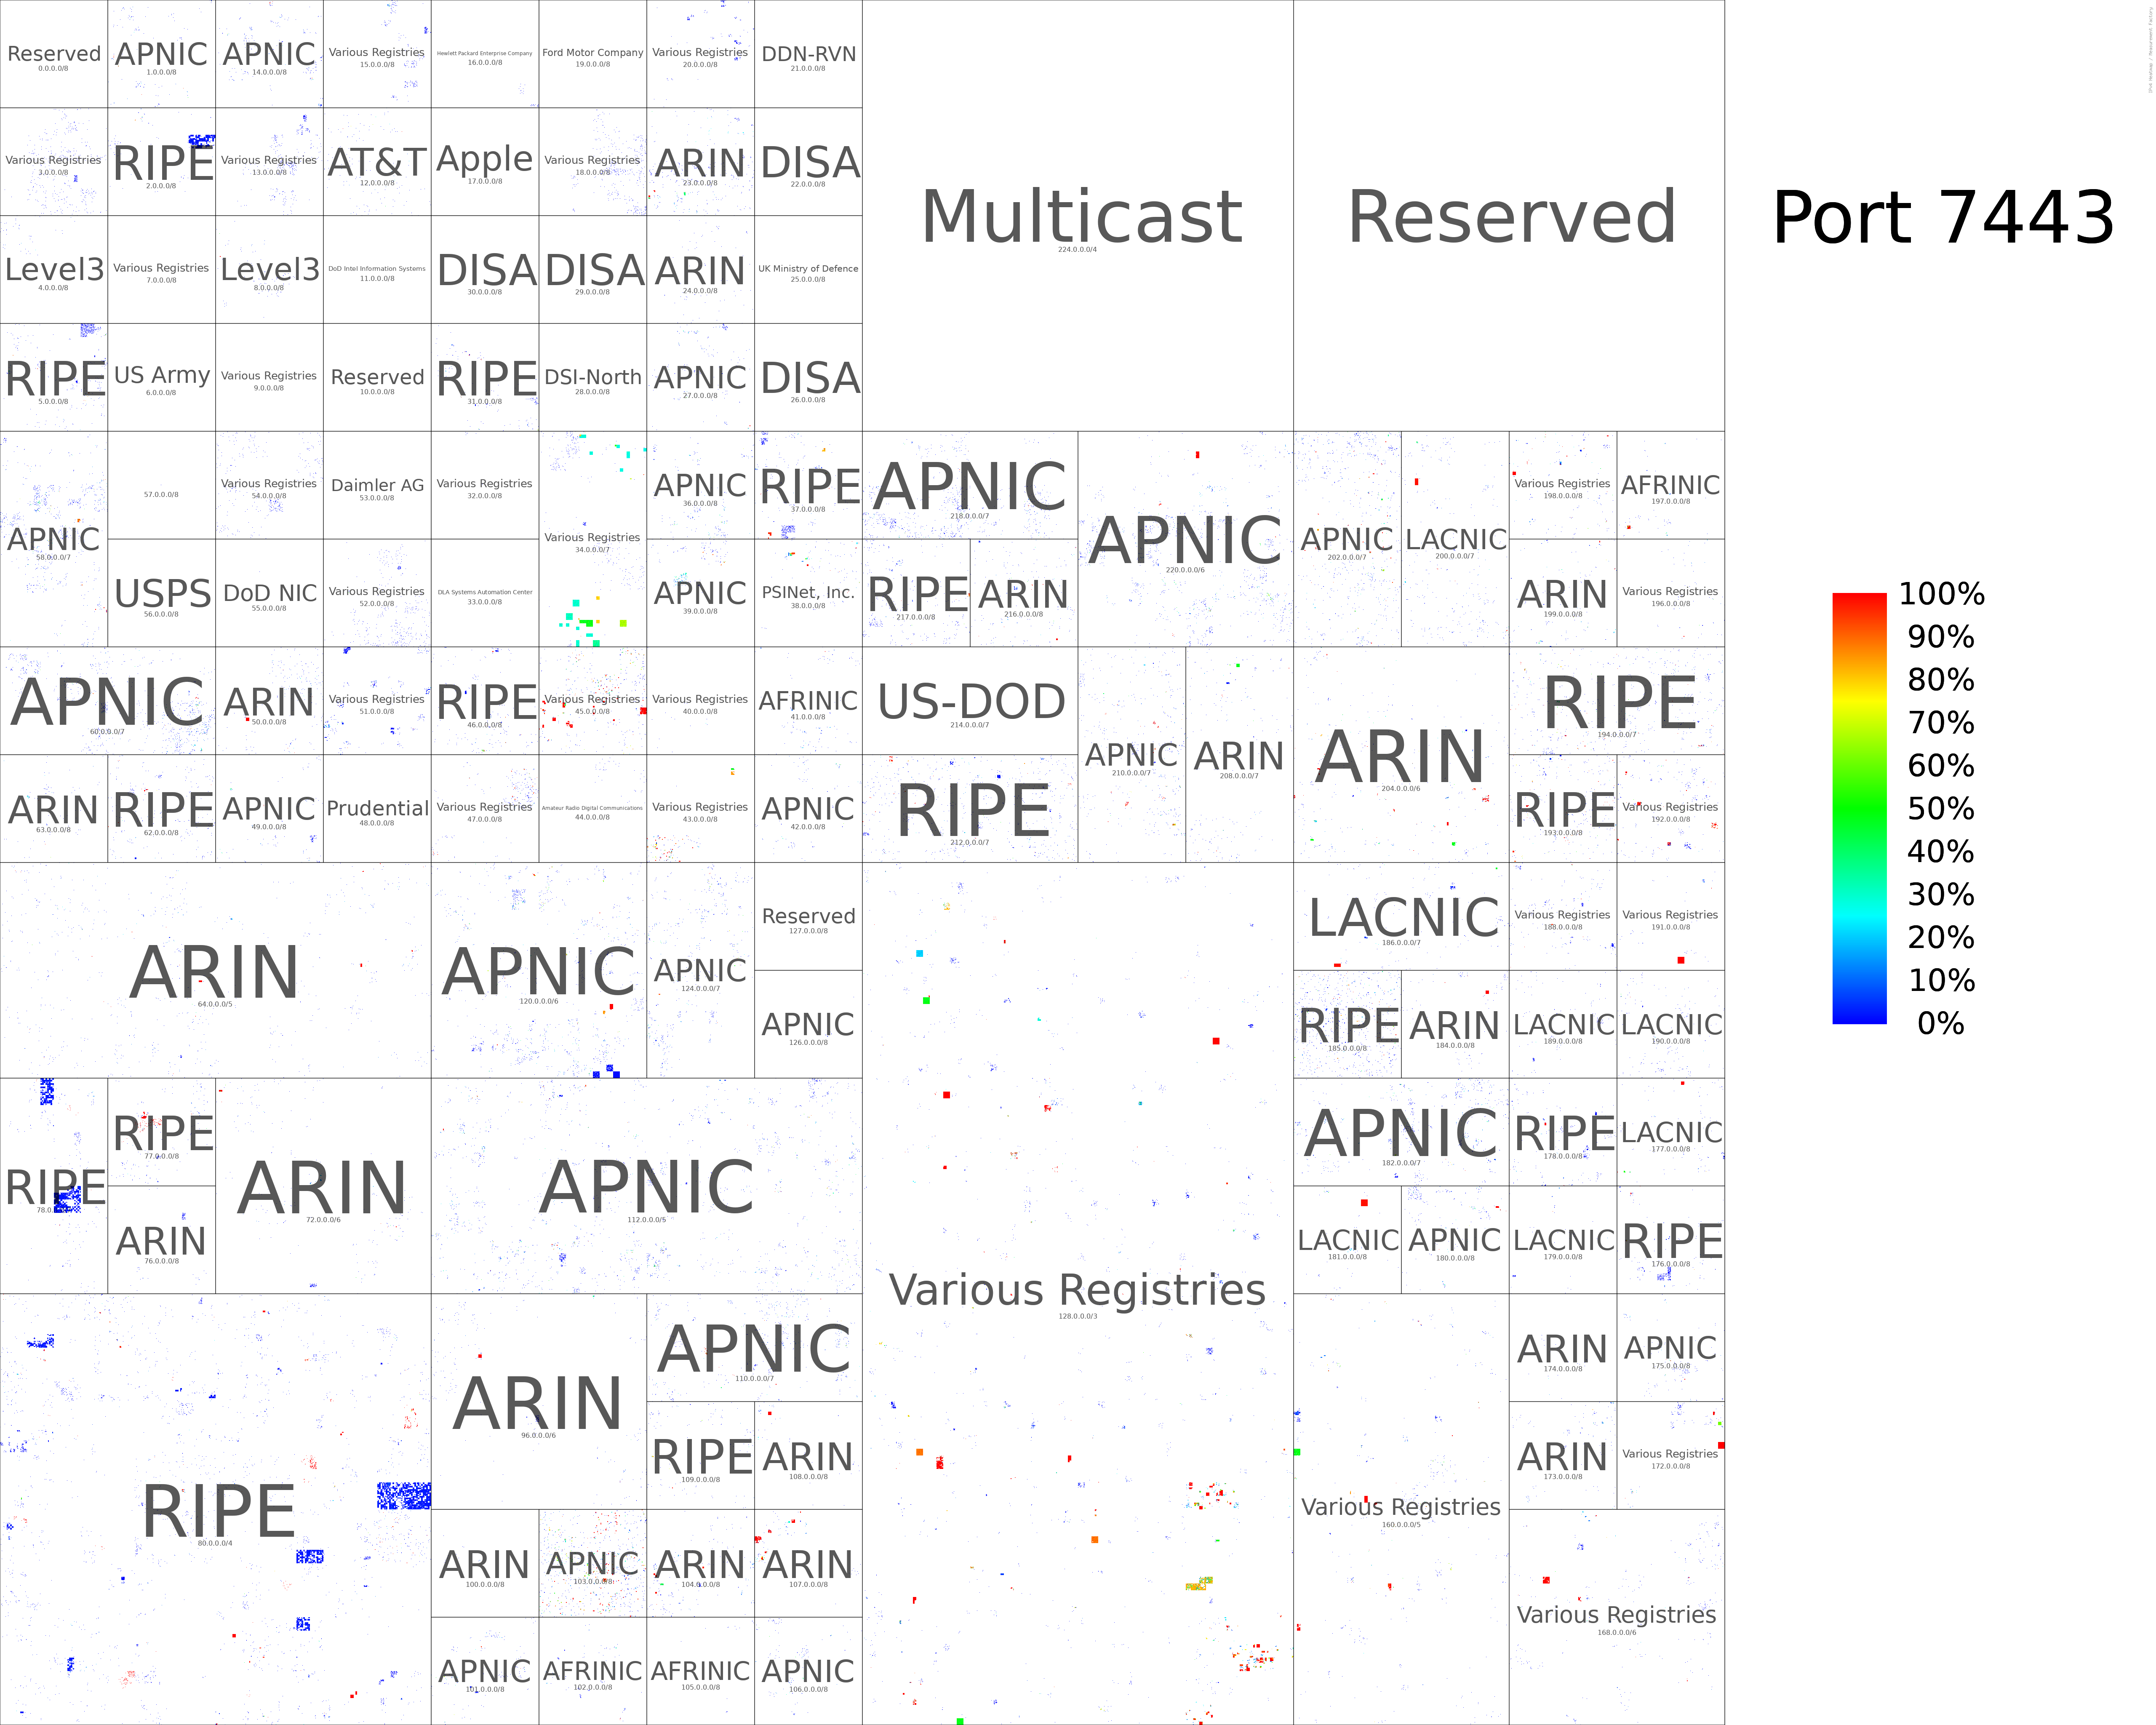 Reserved
0.0.0.0/8
APNIC
1.0.0.0/8
APNIC
14.0.0.0/8
Various Registries
15.0.0.0/8
Hewlett Packard Enterprise Company
16.0.0.0/8
Ford Motor Company
19.0.0.0/8
Various Registries
20.0.0.0/8
DDN-RVN
21.0.0.0/8
Various Registries
3.0.0.0/8
RIPE
2.0.0.0/8
Various Registries
13.0.0.0/8
AT&T
12.0.0.0/8
Apple
17.0.0.0/8
Various Registries
18.0.0.0/8
ARIN
23.0.0.0/8
DISA
22.0.0.0/8
Multicast
224.0.0.0/4
Reserved
Port 7443
Level3
4.0.0.0/8
Various Registries
7.0.0.0/8
Level3
8.0.0.0/8
DoD Intel Information Systems
11.0.0.0/8
DISA
30.0.0.0/8
DISA
29.0.0.0/8
ARIN
24.0.0.0/8
UK Ministry of Defence
25.0.0.0/8
RIPE
5.0.0.0/8
US Army
6.0.0.0/8
Various Registries
9.0.0.0/8
Reserved
10.0.0.0/8
RIPE
31.0.0.0/8
DSI-North
28.0.0.0/8
APNIC
27.0.0.0/8
DISA
26.0.0.0/8
APNIC
58.0.0.0/7
57.0.0.0/8
Various Registries
54.0.0.0/8
Daimler AG
53.0.0.0/8
Various Registries
32.0.0.0/8
Various Registries
34.0.0.0/7
APNIC
36.0.0.0/8
RIPE
37.0.0.0/8
USPS
56.0.0.0/8
DoD NIC
55.0.0.0/8
Various Registries
52.0.0.0/8
DLA Systems Automation Center
33.0.0.0/8
APNIC
39.0.0.0/8
PSINet, Inc.
38.0.0.0/8
APNIC
218.0.0.0/7
APNIC
220.0.0.0/6
RIPE
217.0.0.0/8
ARIN
216.0.0.0/8
APNIC
202.0.0.0/7
LACNIC
200.0.0.0/7
Various Registries
198.0.0.0/8
AFRINIC
197.0.0.0/8
ARIN
199.0.0.0/8
Various Registries
196.0.0.0/8
APNIC
60.0.0.0/7
ARIN
50.0.0.0/8
Various Registries
51.0.0.0/8
RIPE
46.0.0.0/8
Various Registries
45.0.0.0/8
Various Registries
40.0.0.0/8
AFRINIC
41.0.0.0/8
ARIN
63.0.0.0/8
RIPE
62.0.0.0/8
APNIC
49.0.0.0/8
Prudential
48.0.0.0/8
Various Registries
47.0.0.0/8
Amateur Radio Digital Communications
44.0.0.0/8
Various Registries
43.0.0.0/8
APNIC
42.0.0.0/8
US-DOD
214.0.0.0/7
RIPE
212.0.0.0/7
APNIC
210.0.0.0/7
ARIN
208.0.0.0/7
ARIN
204.0.0.0/6
RIPE
194.0.0.0/7
RIPE
193.0.0.0/8
Various Registries
192.0.0.0/8
100%
90%
80%
70%
60%
50%
40%
30%
20%
10%
0%
ARIN
64.0.0.0/5
APNIC
120.0.0.0/6
APNIC
124.0.0.0/7
Reserved
127.0.0.0/8
APNIC
126.0.0.0/8
LACNIC
186.0.0.0/7
Various Registries
188.0.0.0/8
Various Registries
191.0.0.0/8
RIPE
185.0.0.0/8
ARIN
184.0.0.0/8
LACNIC
189.0.0.0/8
LACNIC
190.0.0.0/8
RIPE
78.0.
RIPE
77.0.0.0/8
ARIN
76.0.0.0/8
ARIN
72.0.0.0/6
APNIC
112.0.0.0/5
APNIC
182.0.0.0/7
RIPE
178.0.0.0/8
LACNIC
177.0.0.0/8
LACNIC
181.0.0.0/8
APNIC
180.0.0.0/8
LACNIC
179.0.0.0/8
RIPE
176.0.0.0/8
Various Registries
128.0.0.0/3
RIPE
80.0.0.0/4
ARIN
96.0.0.0/6
APNIC
110.0.0.0/7
RIPE
109.0.0.0/8
ARIN
108.0.0.0/8
ARIN
100.0.0.0/8
APNIC
103.0.0.0/8
ARIN
104.0.0.0/8
ARIN
107.0.0.0/8
APNIC
101.0.0.0/8
AFRINIC
102.0.0.0/8
AFRINIC
105.0.0.0/8
APNIC
106.0.0.0/8
Various Registries
160.0.0.0/5
ARIN
174.0.0.0/8
APNIC
175.0.0.0/8
ARIN
173.0.0.0/8
Various Registries
172.0.0.0/8
Various Registries
168.0.0.0/6